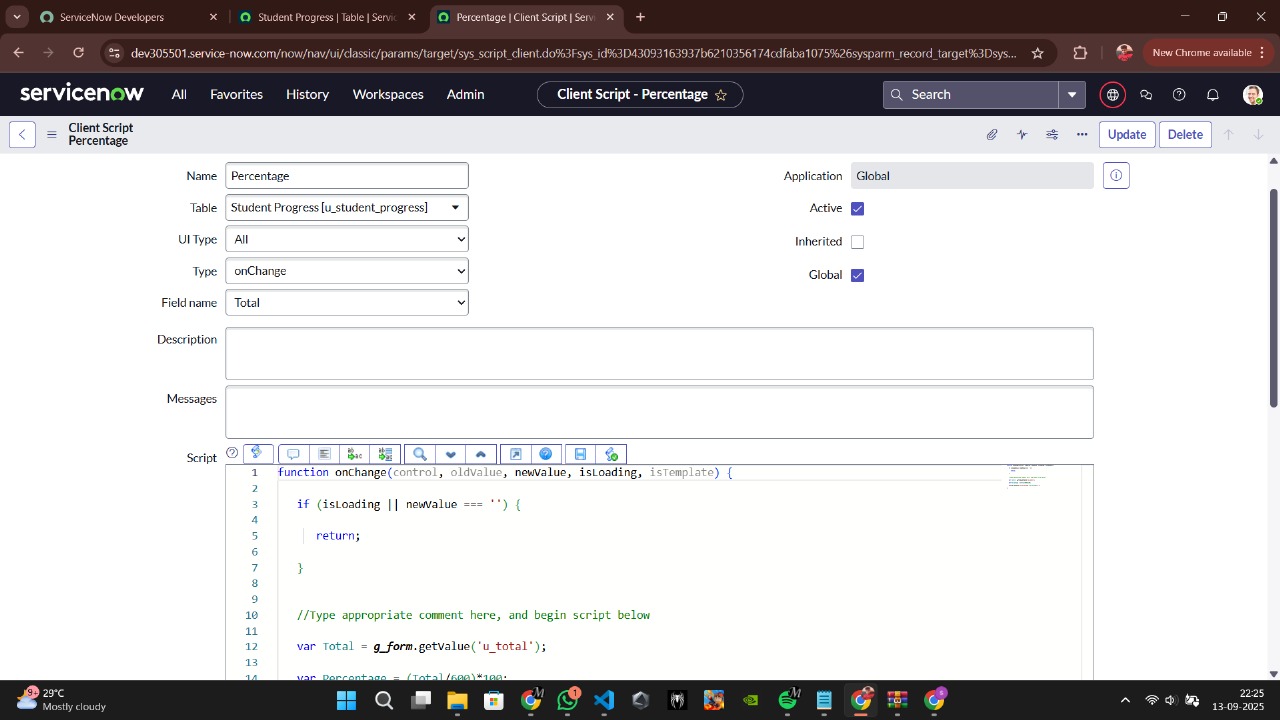 ServiceNow Developers
Student Progress | Table | Servic
Percentage | Client Script | Servi
dev305501.service-now.com/now/nav/ui/classic/params/target/sys_script_client.do%3Fsys_id%3D43093163937b6210356174cdfaba1075%26sysparm_record_target%3Dsys...
New Chrome available
servicenow
All Favorites History Workspaces Admin
Client Script - Percentage
Search
Client Script
Percentage
Update
Delete
Name
Percentage
Application
Global
Table
Student Progress [u_student_progress]
Active
UI Type
All
Inherited
Type
onChange
Global
Field name
Total
Description
Messages
Script
1 function onChange(control, oldValue, newValue, isLoading, isTemplate) {
2
3 if (isLoading || newValue === '') {
4
5 return;
6
7 }
8
9
10 //Type appropriate comment here, and begin script below
11
12 var Total = g_form.getValue('u_total');
13
14 var Percentage = (Total/600)*100;
9+
29°C
Mostly cloudy
1
22:25
13-09-2025